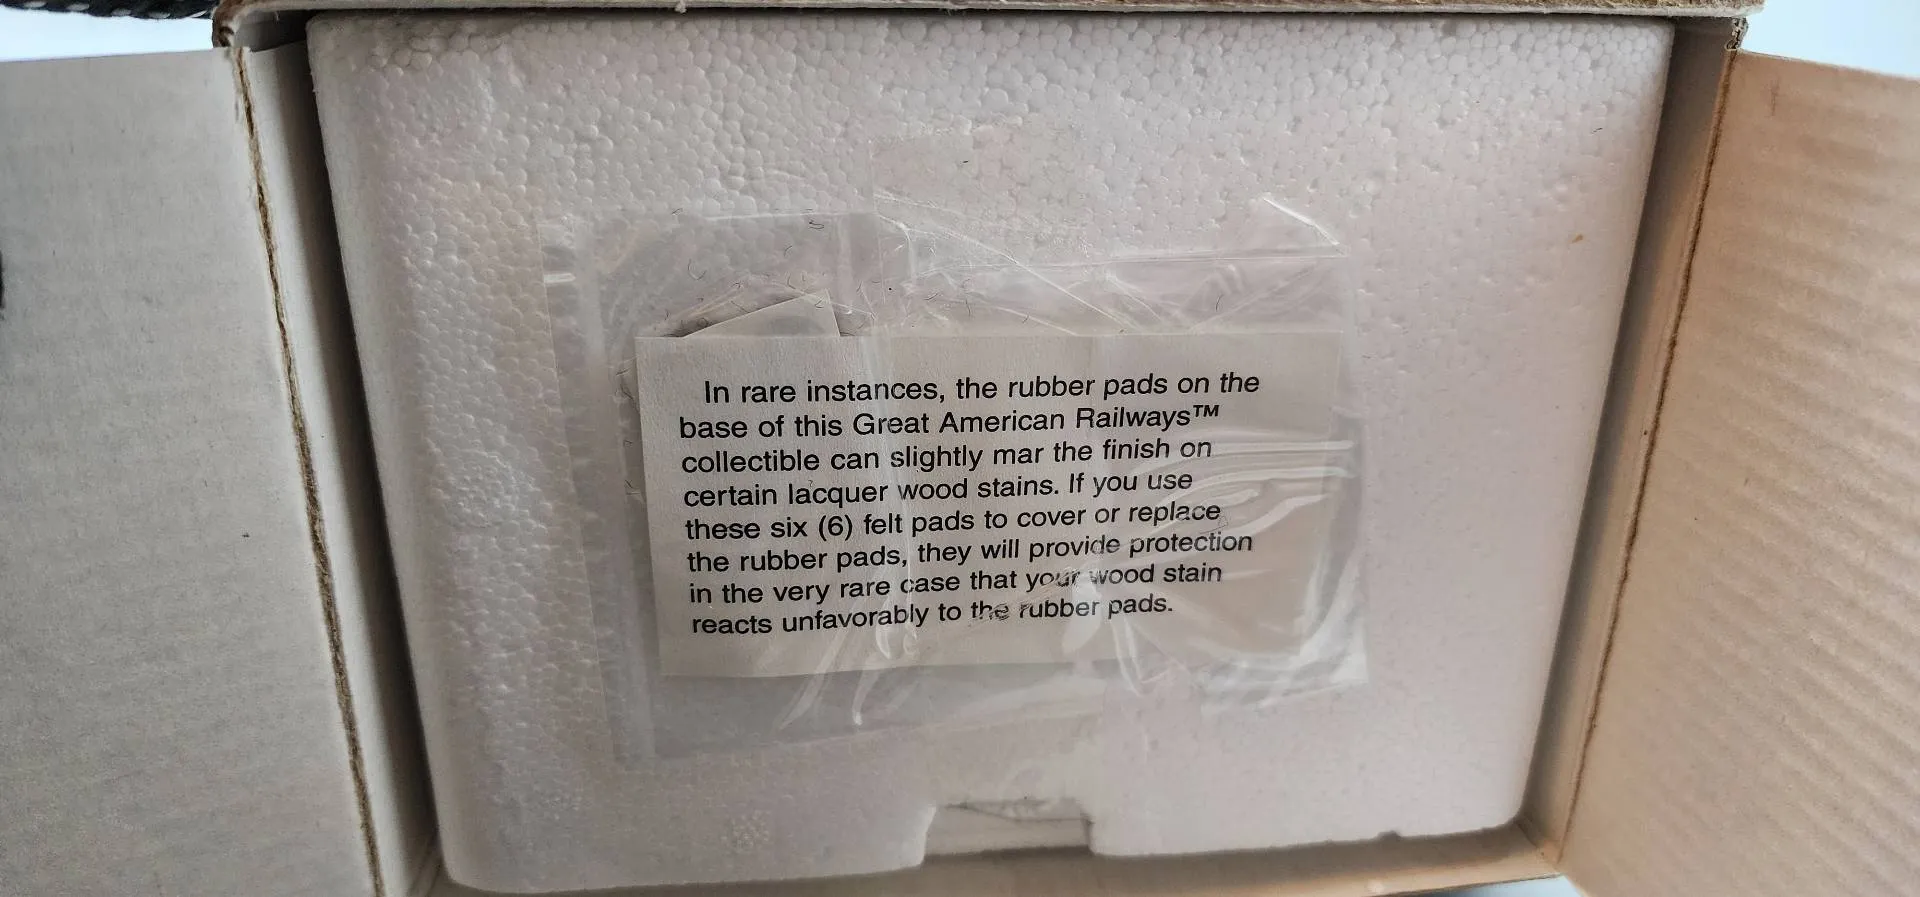 In rare instances, the rubber pads on the
base of this Great American Railways™
collectible can slightly mar the finish on
certain lacquer wood stains. If you use
these six (6) felt pads to cover or replace
the rubber pads, they will provide protection
in the very rare case that your wood stain
reacts unfavorably to the rubber pads.